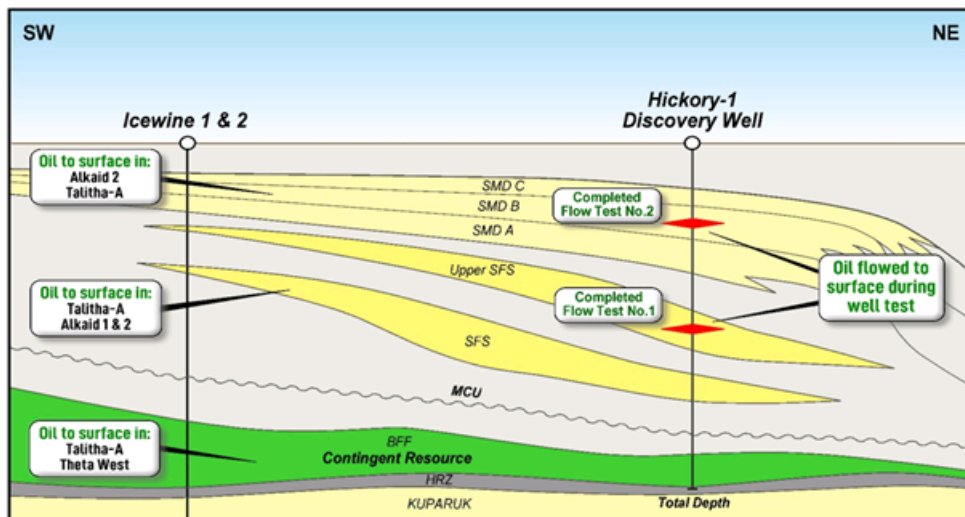 SW
NE
Icewine 1 & 2
Hickory-1
Discovery Well
Oil to surface in:
Alkaid 2
Talitha-A
SMD C
SMD B
SMD A
Completed
Flow Test No.2
Upper SFS
Oil flowed to
surface during
well test
Oil to surface in:
Talitha-A
Alkaid 1 & 2
Completed
Flow Test No.1
SFS
MCU
Oil to surface in:
Talitha-A
Theta West
BFF
Contingent Resource
HRZ
KUPARUK
Total Depth